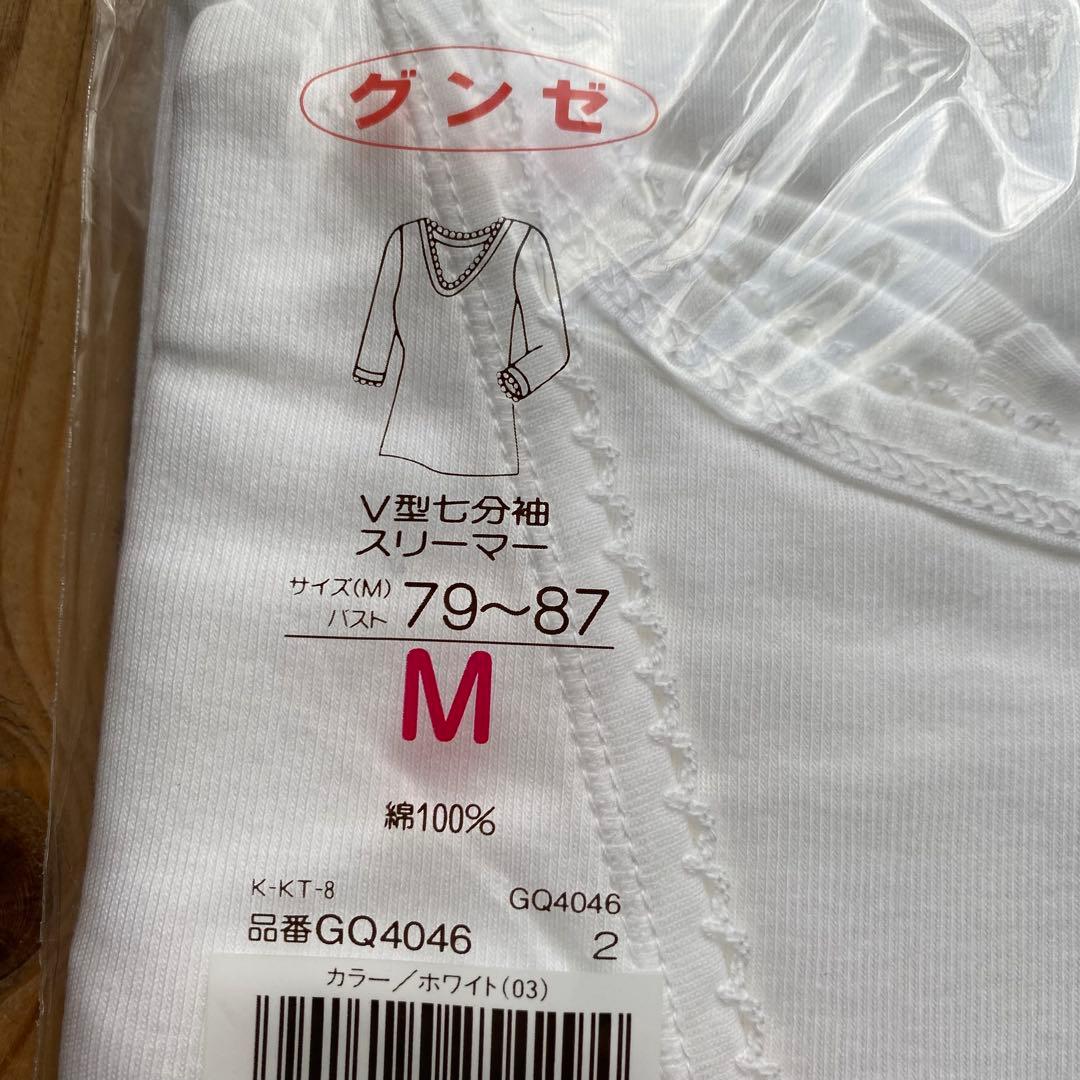 グンゼ
V型七分袖
スリーマー
サイズ(M)
バスト 79〜87
M
綿100%
K-KT-8 GQ4046
品番GQ4046 2
カラー/ホワイト(03)